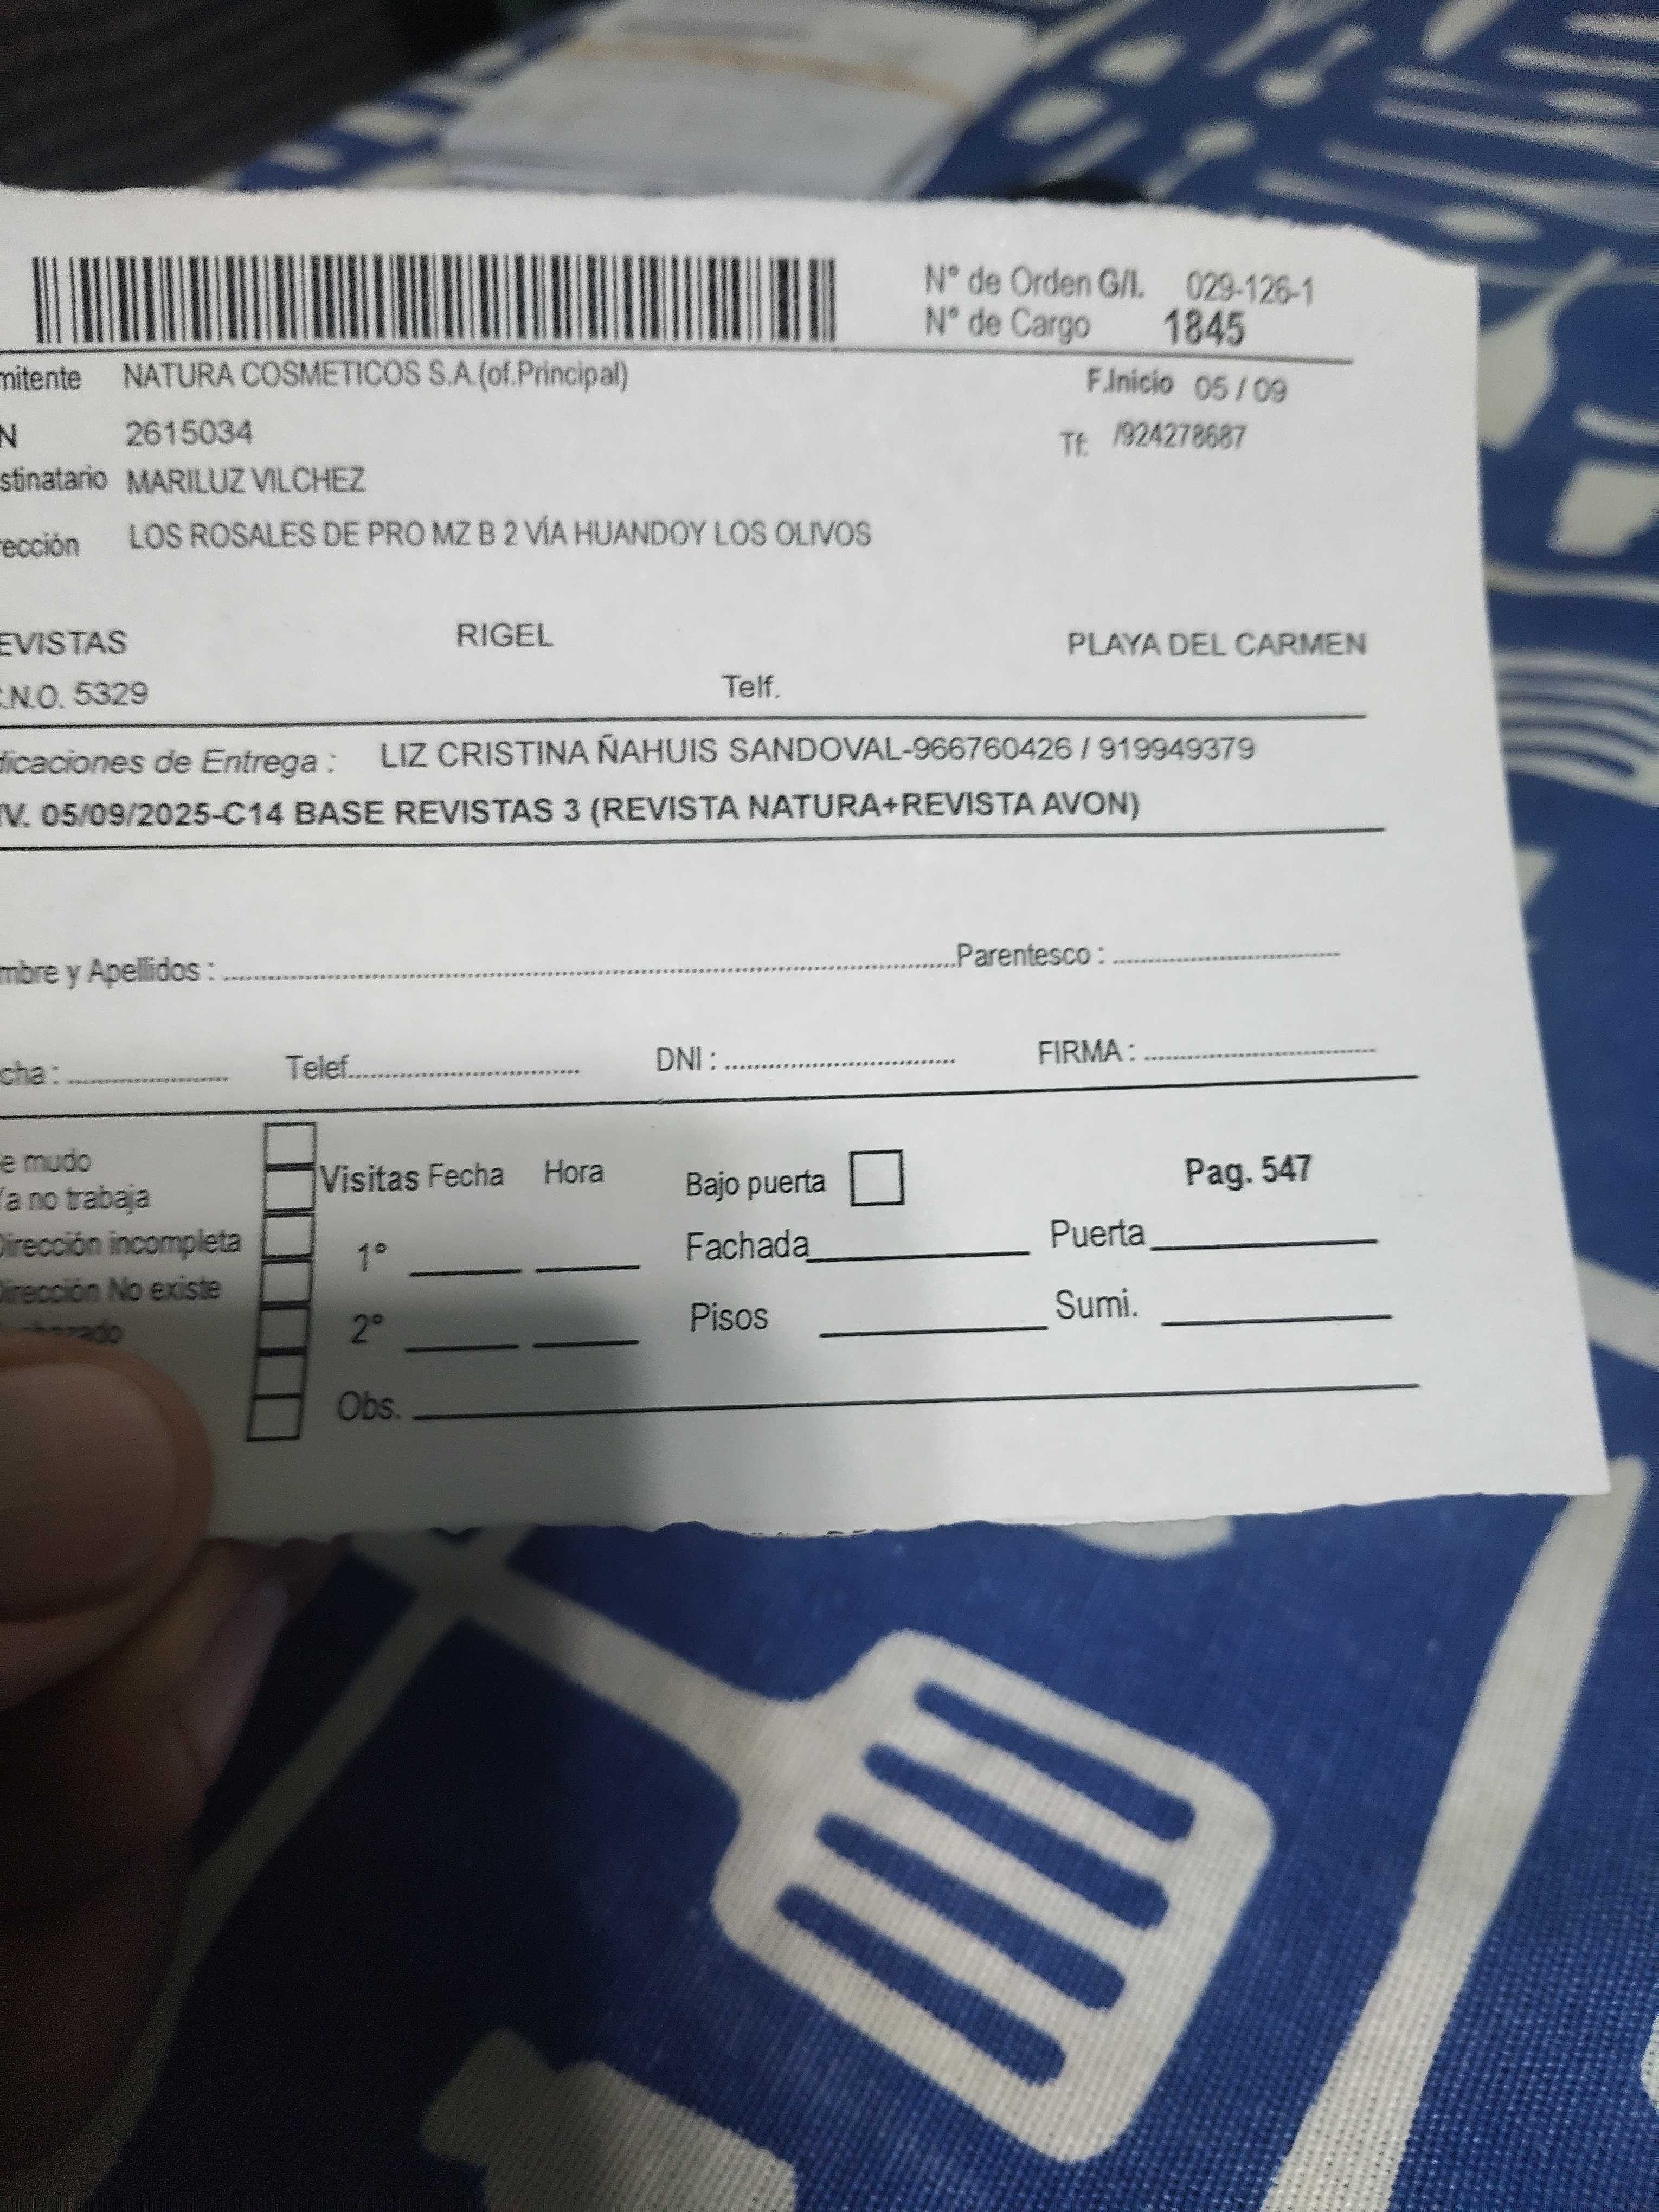 N° de Orden G/I. 029-126-1
N° de Cargo 1845
mitente NATURA COSMETICOS S.A.(of.Principal)
F.Inicio 05 / 09
N 2615034
Tf: /924278687
stinatario MARILUZ VILCHEZ
rección LOS ROSALES DE PRO MZ B 2 VÍA HUANDOY LOS OLIVOS
EVISTAS RIGEL PLAYA DEL CARMEN
.N.O. 5329 Telf.
dicaciones de Entrega : LIZ CRISTINA ÑAHUIS SANDOVAL-966760426 / 919949379
IV. 05/09/2025-C14 BASE REVISTAS 3 (REVISTA NATURA+REVISTA AVON)
mbre y Apellidos : Parentesco :
cha : Telef. DNI : FIRMA :
e mudo
Ya no trabaja
Dirección incompleta
Dirección No existe
Visitas Fecha Hora
1°
2°
Obs.
Bajo puerta Pag. 547
Fachada Puerta
Pisos Sumi.